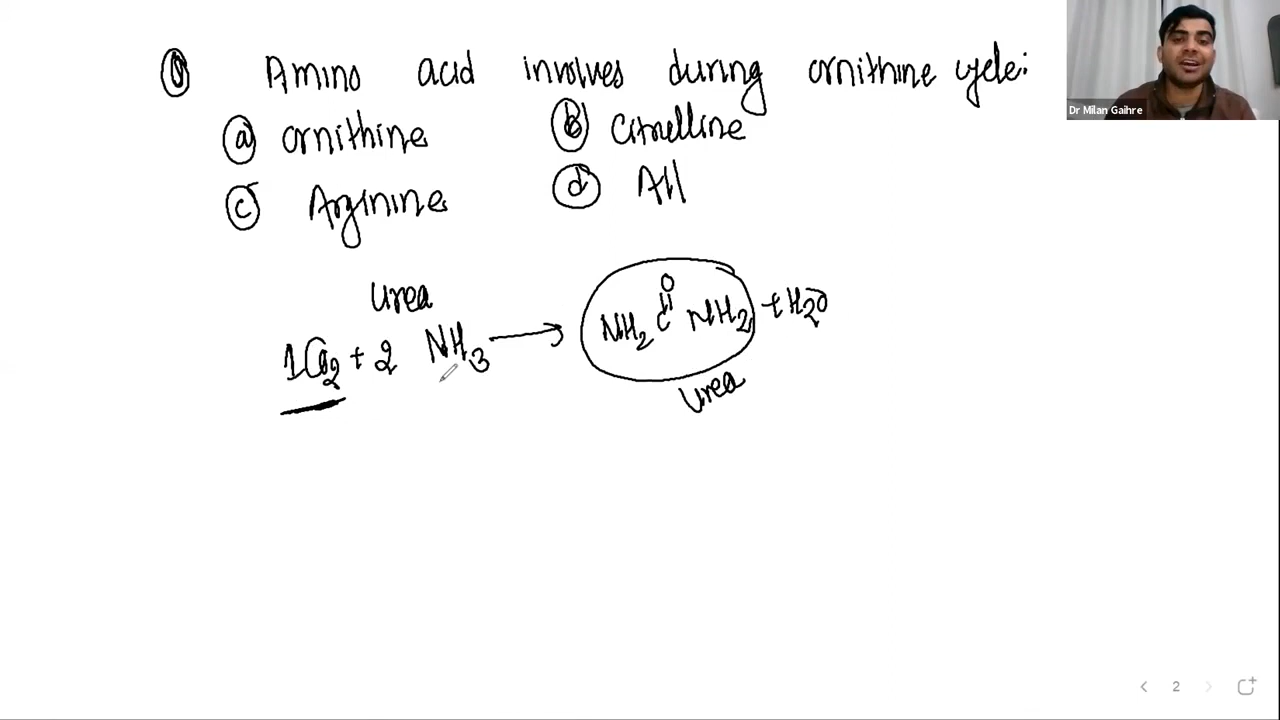 Q Amino acid involves during ornithine cycle:
a ornithine b Citrulline
c Arginine d All
Urea
1CO2 + 2 NH3 → NH2 C NH2 + H2O
O
Urea
Dr Milan Gaihre
2